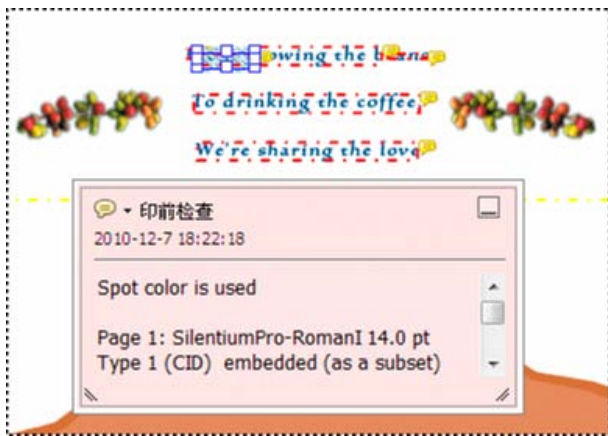 the
To drinking the coffee,
We're sharing the love
印前检查
2010-12-7 18:22:18
Spot color is used
Page 1: SilentiumPro-RomanI 14.0 pt
Type 1 (CID) embedded (as a subset)